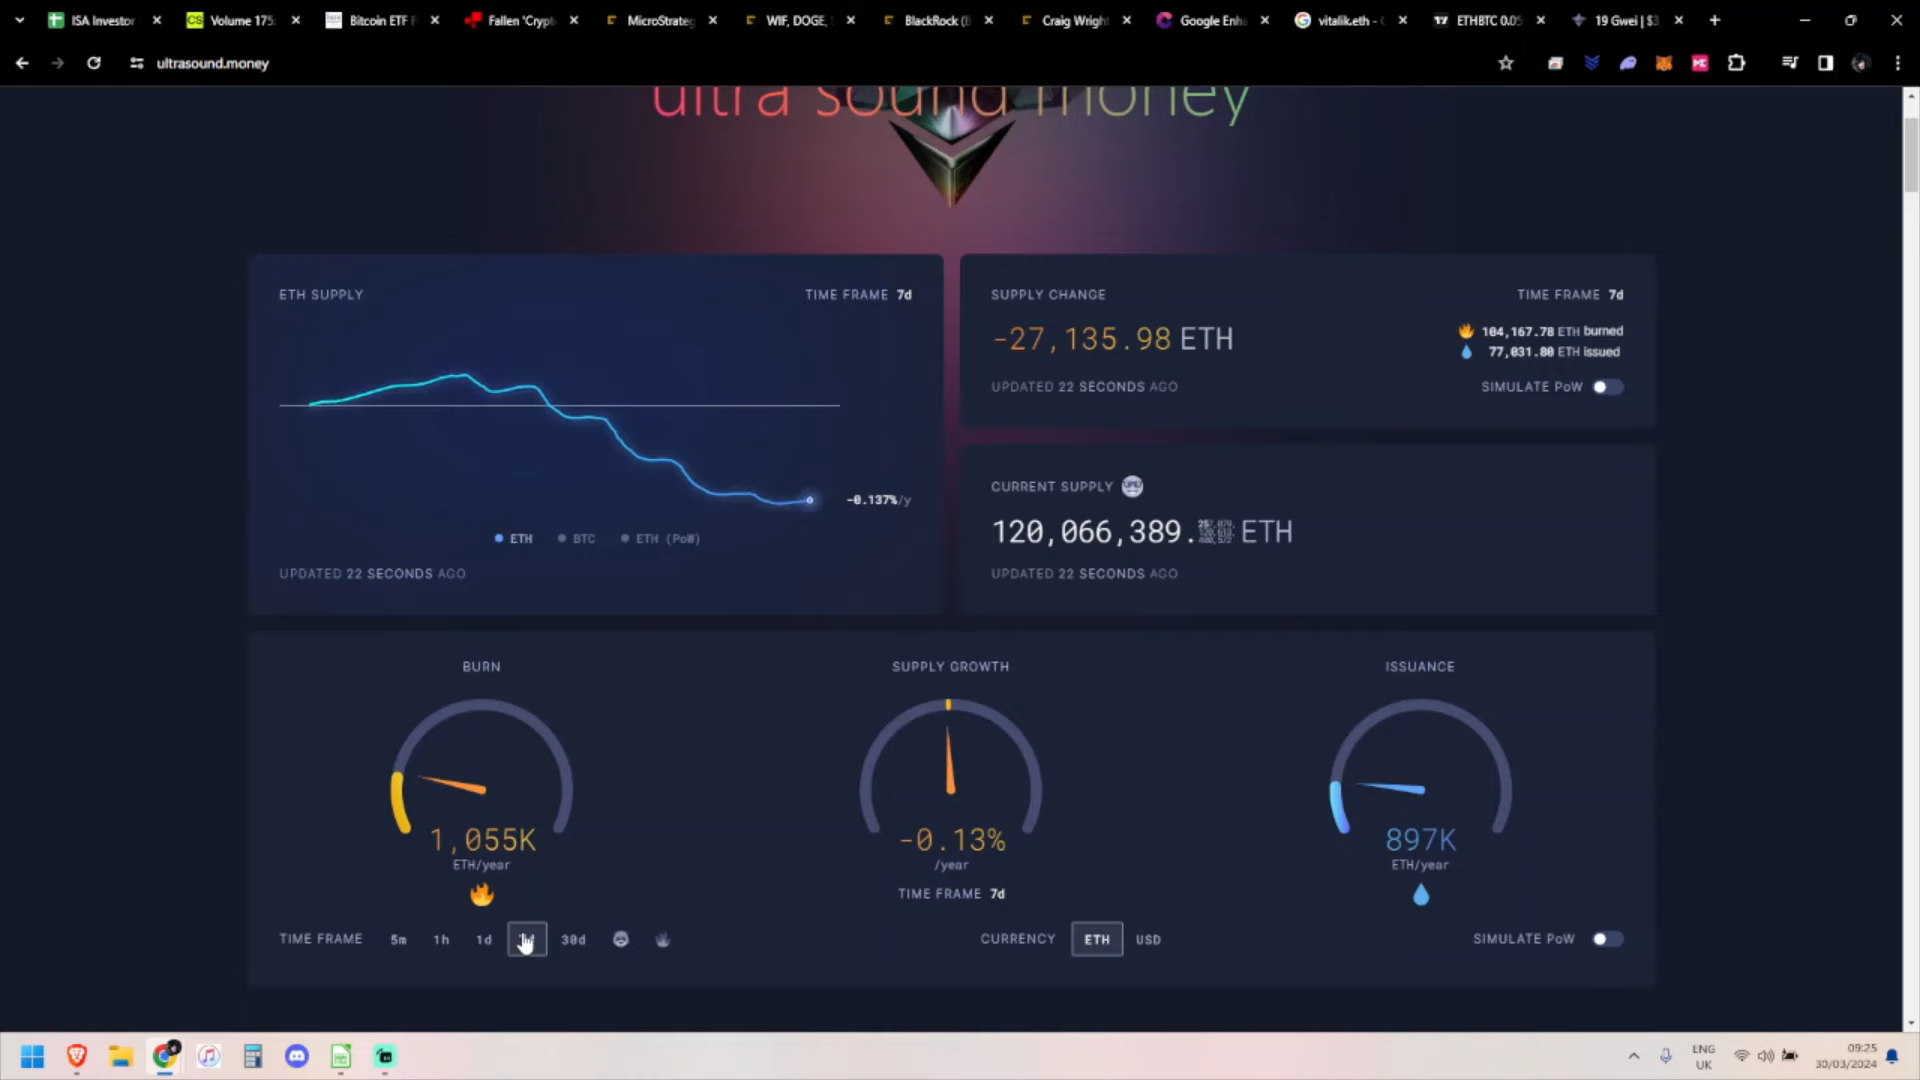 ISA Investor
Volume 175:
Bitcoin ETF F
Fallen 'Crypt
MicroStrateg
WIF, DOGE,
BlackRock (B
Craig Wright
Google Enh
vitalik.eth -
ETHBTC 0.05
19 Gwei | $3
ultrasound.money
ultra sound money
ETH SUPPLY
TIME FRAME 7d
-0.137%/y
ETH
BTC
ETH (PoW)
UPDATED 22 SECONDS AGO
SUPPLY CHANGE
TIME FRAME 7d
-27,135.98 ETH
104,167.78 ETH burned
77,031.80 ETH issued
UPDATED 22 SECONDS AGO
SIMULATE PoW
CURRENT SUPPLY
120,066,389. ETH
UPDATED 22 SECONDS AGO
BURN
1,055K
ETH/year
SUPPLY GROWTH
-0.13%
/year
TIME FRAME 7d
ISSUANCE
897K
ETH/year
TIME FRAME 5m 1h 1d 30d
CURRENCY ETH USD
SIMULATE PoW
ENG
UK
09:25
30/03/2024